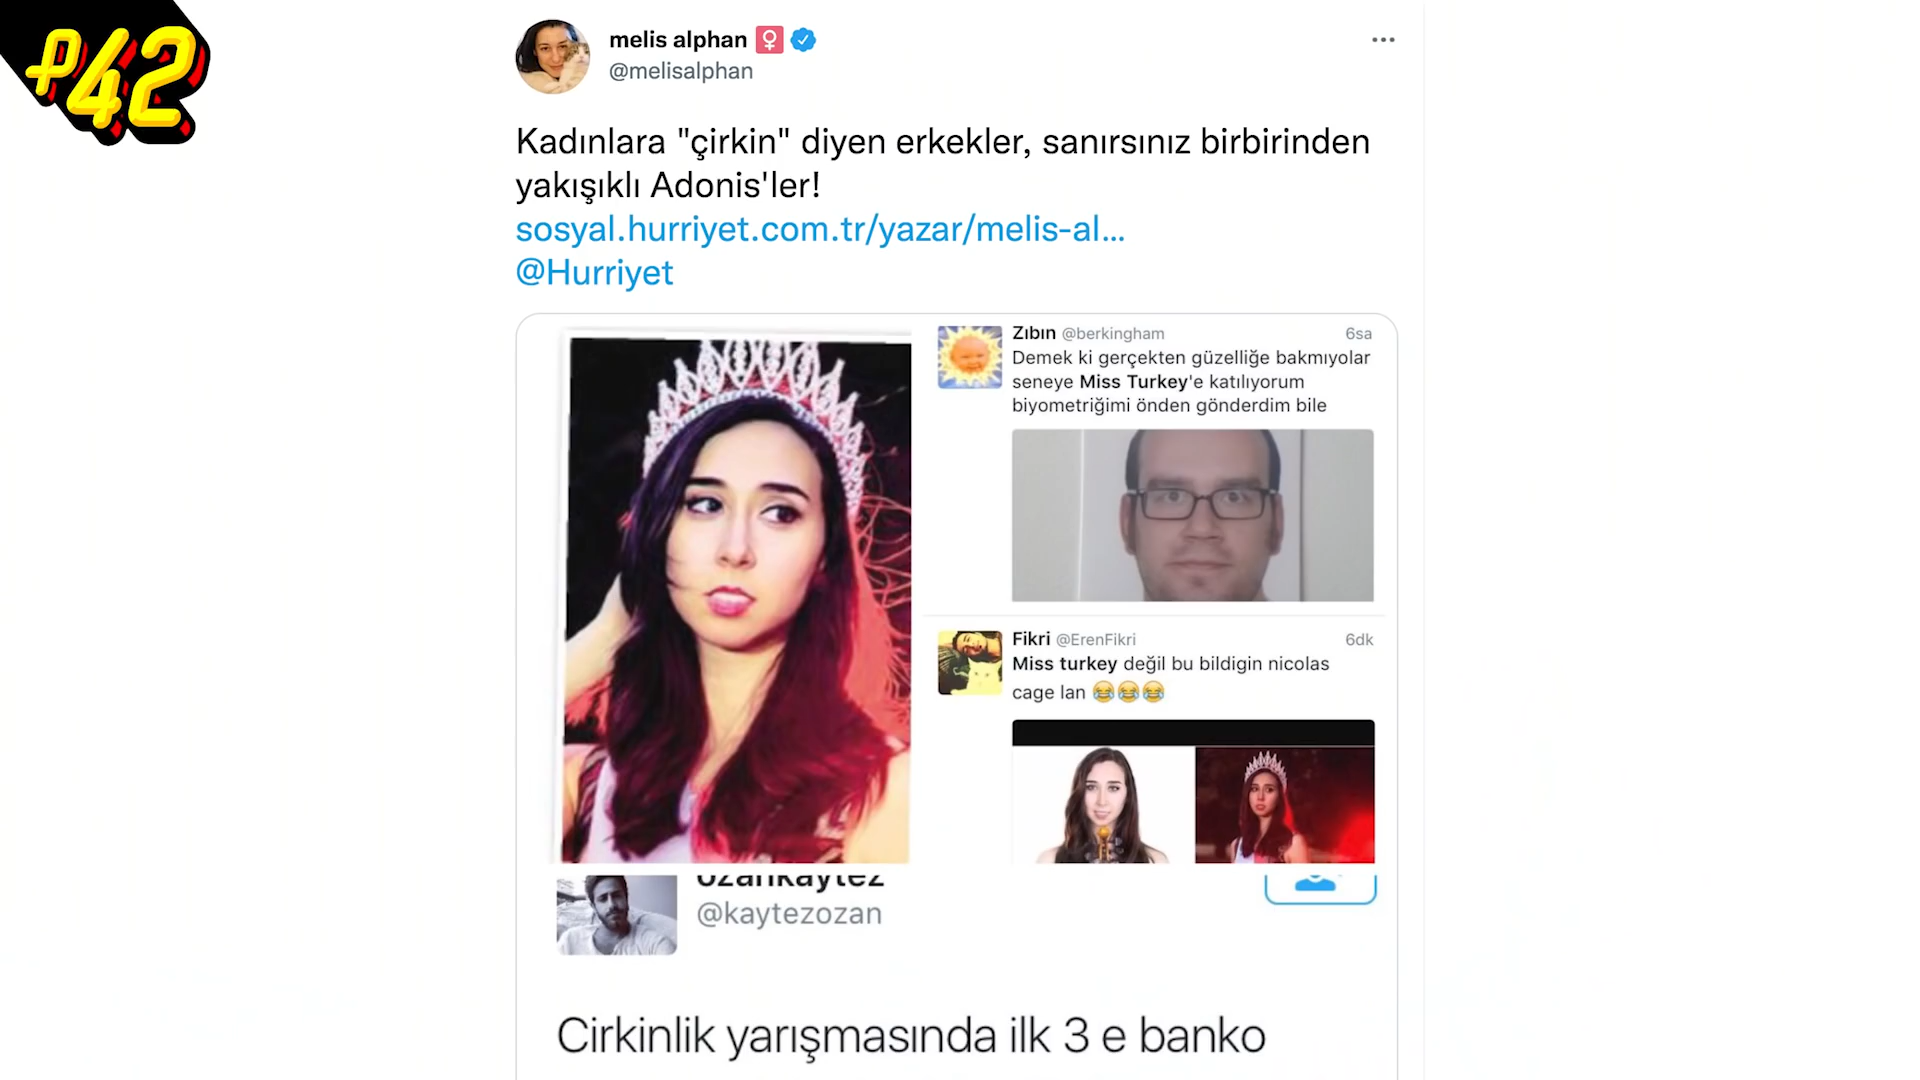 +P42
melis alphan
@melisalphan
Kadınlara "çirkin" diyen erkekler, sanırsınız birbirinden
yakışıklı Adonis'ler!
sosyal.hurriyet.com.tr/yazar/melis-al...
@Hurriyet
Zıbın @berkingham 6sa
Demek ki gerçekten güzelliğe bakmıyolar
seneye Miss Turkey'e katılıyorum
biyometriğimi önden gönderdim bile
Fikri @ErenFikri 6dk
Miss turkey değil bu bildigin nicolas
cage lan 😂😂😂
ozankaytez
@kaytezozan
Cirkinlik yarışmasında ilk 3 e banko